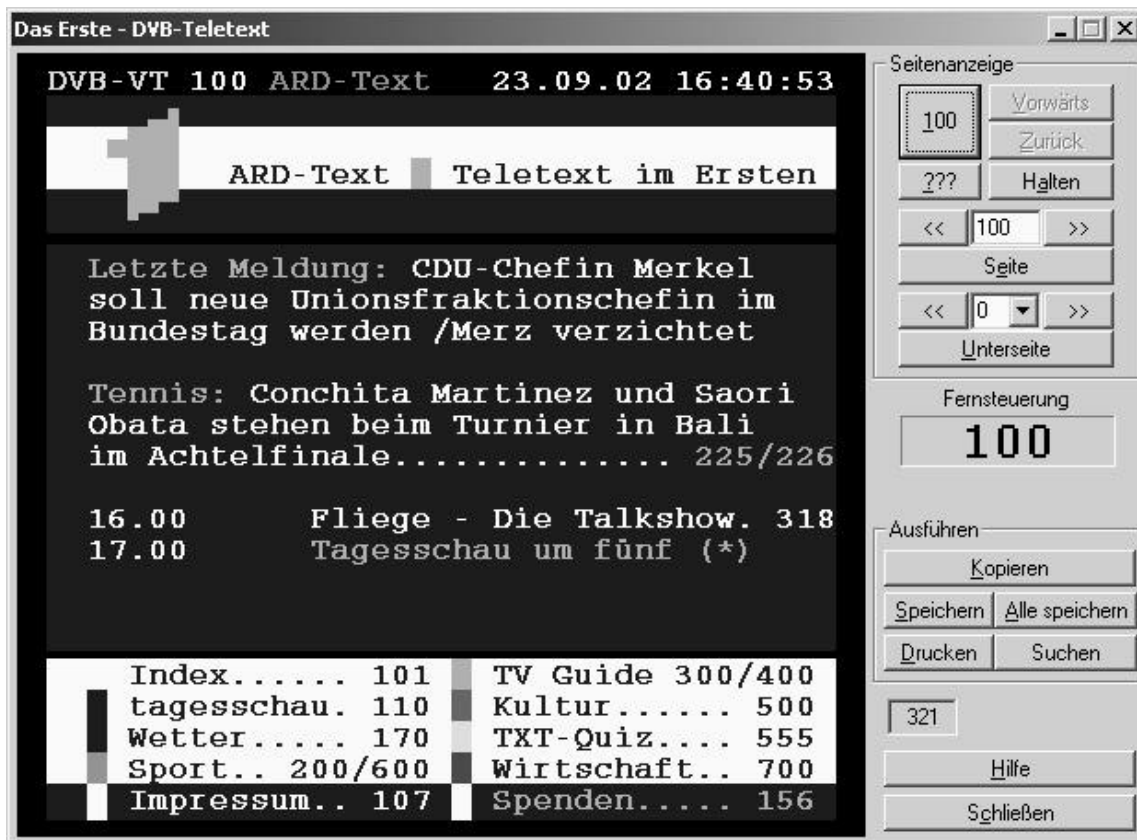 Das Erste - DVB-Teletext
DVB-VT 100 ARD-Text 23.09.02 16:40:53
ARD-Text Teletext im Ersten
Letzte Meldung: CDU-Chefin Merkel
soll neue Unionsfraktionschefin im
Bundestag werden /Merz verzichtet
Tennis: Conchita Martinez und Saori
Obata stehen beim Turnier in Bali
im Achtelfinale.............. 225/226
16.00 Fliege - Die Talkshow. 318
17.00 Tagesschau um fünf (*)
Index...... 101 TV Guide 300/400
tagesschau. 110 Kultur...... 500
Wetter..... 170 TXT-Quiz.... 555
Sport.. 200/600 Wirtschaft.. 700
Impressum.. 107 Spenden..... 156
Seitenanzeige
100
Vorwärts
Zurück
???
Halten
<< 100 >>
Seite
<< 0 >>
Unterseite
Fernsteuerung
100
Ausführen
Kopieren
Speichern Alle speichern
Drucken Suchen
321
Hilfe
Schließen